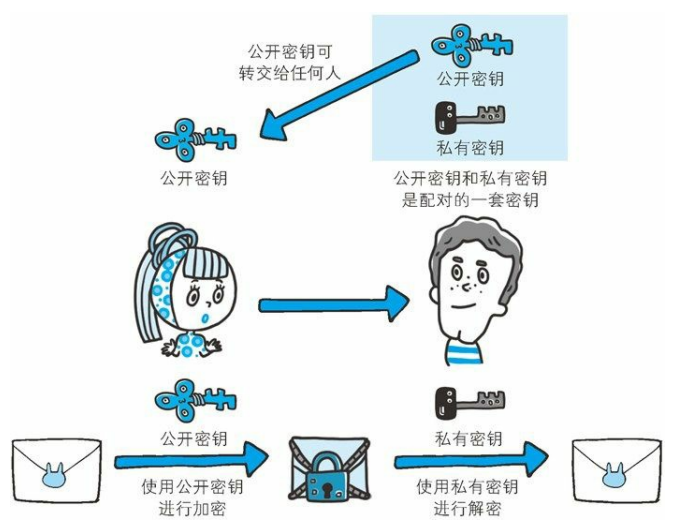 公开密钥可
转交给任何人
公开密钥
私有密钥
公开密钥
公开密钥和私有密钥
是配对的一套密钥
公开密钥
私有密钥
使用公开密钥
进行加密
使用私有密钥
进行解密